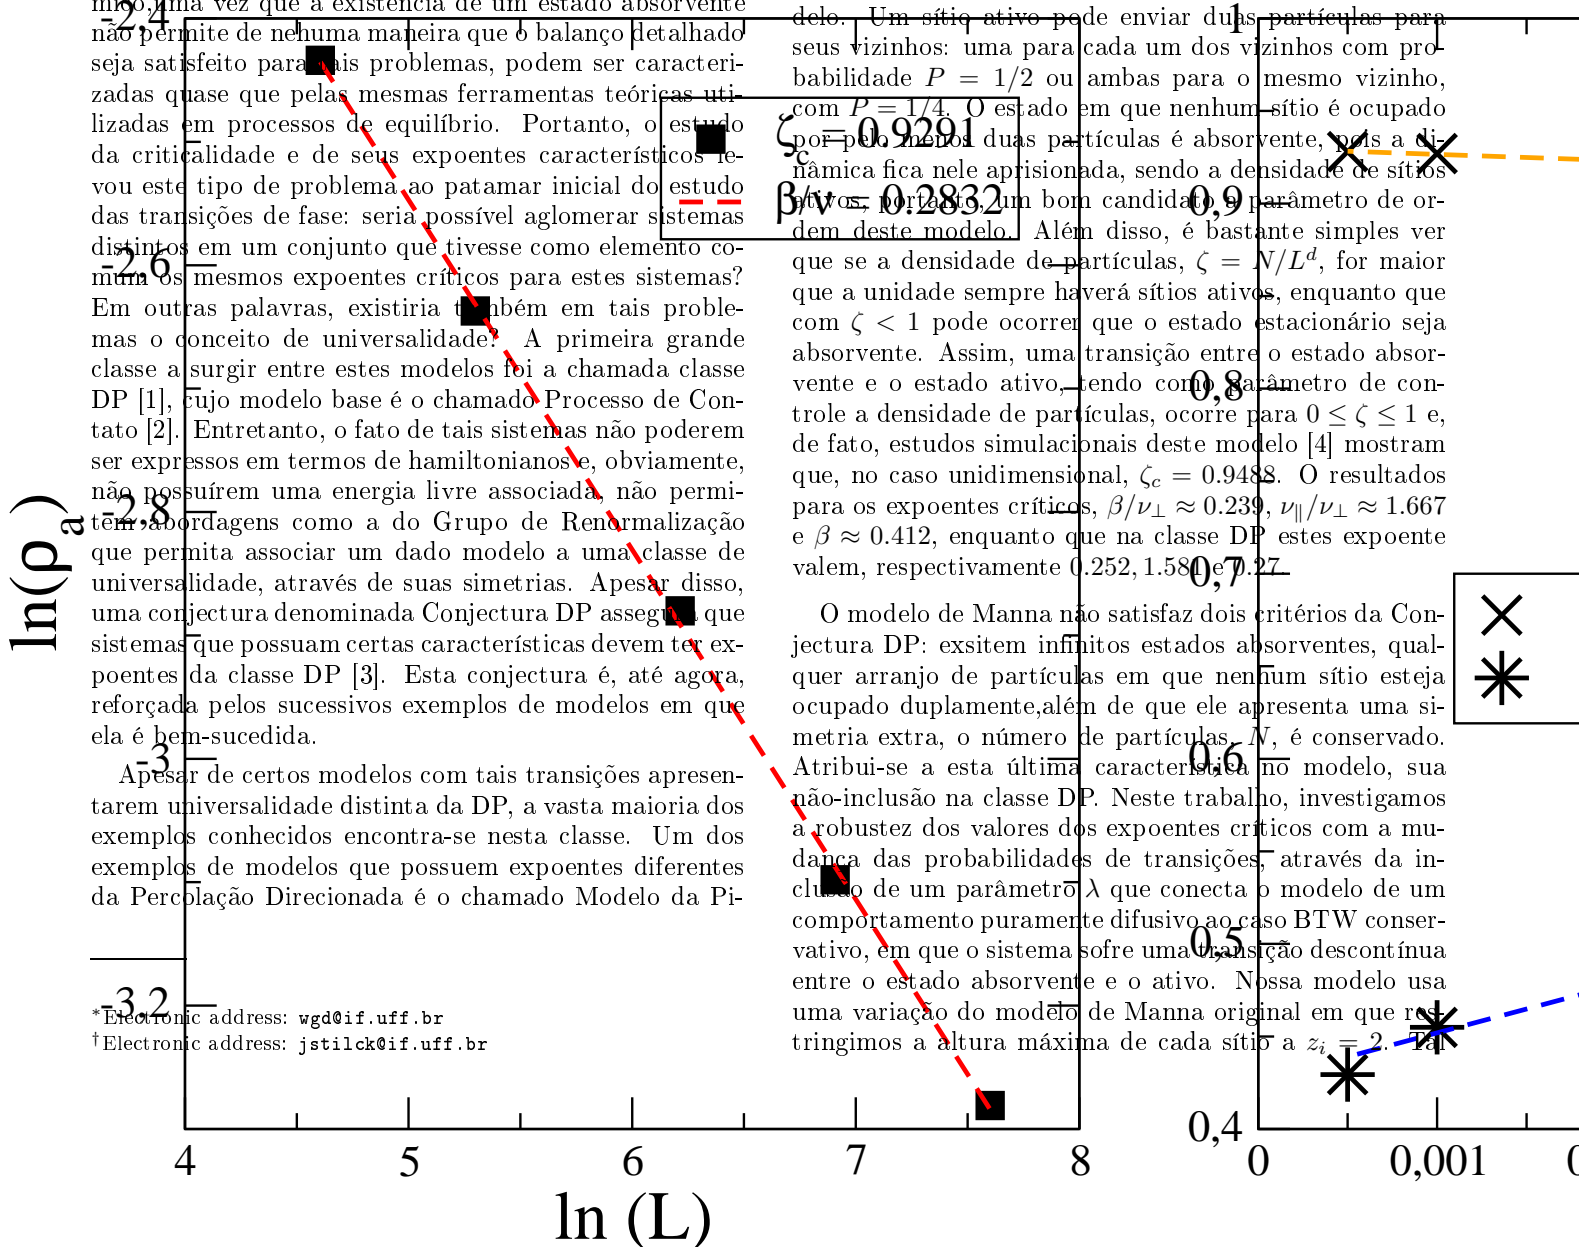 mico,uma vez que a existência de um estado absorvente
não permite de nenhuma maneira que o balanço detalhado
seja satisfeito para tais problemas, podem ser caracteri-
zadas quase que pelas mesmas ferramentas teóricas uti-
lizadas em processos de equilíbrio. Portanto, o estudo
da criticalidade e de seus expoentes característicos le-
vou este tipo de problema ao patamar inicial do estudo
das transições de fase: seria possível aglomerar sistemas
distintos em um conjunto que tivesse como elemento co-
mum os mesmos expoentes críticos para estes sistemas?
Em outras palavras, existiria também em tais proble-
mas o conceito de universalidade? A primeira grande
classe a surgir entre estes modelos foi a chamada classe
DP [1], cujo modelo base é o chamado Processo de Con-
tato [2]. Entretanto, o fato de tais sistemas não poderem
ser expressos em termos de hamiltonianos e, obviamente,
não possuírem uma energia livre associada, não permi-
tem abordagens como a do Grupo de Renormalização
que permita associar um dado modelo a uma classe de
universalidade, através de suas simetrias. Apesar disso,
uma conjectura denominada Conjectura DP assegura que
sistemas que possuam certas características devem ter ex-
poentes da classe DP [3]. Esta conjectura é, até agora,
reforçada pelos sucessivos exemplos de modelos em que
ela é bem-sucedida.
Apesar de certos modelos com tais transições apresen-
tarem universalidade distinta da DP, a vasta maioria dos
exemplos conhecidos encontra-se nesta classe. Um dos
exemplos de modelos que possuem expoentes diferentes
da Percolação Direcionada é o chamado Modelo da Pi-
*Electronic address: wgd@if.uff.br
†Electronic address: jstilck@if.uff.br
delo. Um sítio ativo pode enviar duas partículas para
seus vizinhos: uma para cada um dos vizinhos com pro-
babilidade P = 1/2 ou ambas para o mesmo vizinho,
com P = 1/4. O estado em que nenhum sítio é ocupado
por pelo menos duas partículas é absorvente, pois a di-
nâmica fica nele aprisionada, sendo a densidade de sítios
ativos, portanto, um bom candidato a parâmetro de or-
dem deste modelo. Além disso, é bastante simples ver
que se a densidade de partículas, ζ = N/L^d, for maior
que a unidade sempre haverá sítios ativos, enquanto que
com ζ < 1 pode ocorrer que o estado estacionário seja
absorvente. Assim, uma transição entre o estado absor-
vente e o estado ativo, tendo como parâmetro de con-
trole a densidade de partículas, ocorre para 0 ≤ ζ ≤ 1 e,
de fato, estudos simulacionais deste modelo [4] mostram
que, no caso unidimensional, ζc = 0.9488. O resultados
para os expoentes críticos, β/ν⊥ ≈ 0.239, ν∥/ν⊥ ≈ 1.667
e β ≈ 0.412, enquanto que na classe DP estes expoente
valem, respectivamente 0.252, 1.581 e 0.27.
O modelo de Manna não satisfaz dois critérios da Con-
jectura DP: exsitem infinitos estados absorventes, qual-
quer arranjo de partículas em que nenhum sítio esteja
ocupado duplamente,além de que ele apresenta uma si-
metria extra, o número de partículas, N, é conservado.
Atribui-se a esta última característica no modelo, sua
não-inclusão na classe DP. Neste trabalho, investigamos
a robustez dos valores dos expoentes críticos com a mu-
dança das probabilidades de transições, através da in-
clusão de um parâmetro λ que conecta o modelo de um
comportamento puramente difusivo ao caso BTW conser-
vativo, em que o sistema sofre uma transição descontínua
entre o estado absorvente e o ativo. Nossa modelo usa
uma variação do modelo de Manna original em que res-
tringimos a altura máxima de cada sítio a zi = 2. Tal
ln(ρa)
-2,4
-2,6
-2,8
-3
-3,2
4 5 6 7 8
ln (L)
ζc = 0.9291
β/ν = 0.2832
1
0,9
0,8
0,7
0,6
0,5
0,4
0 0,001